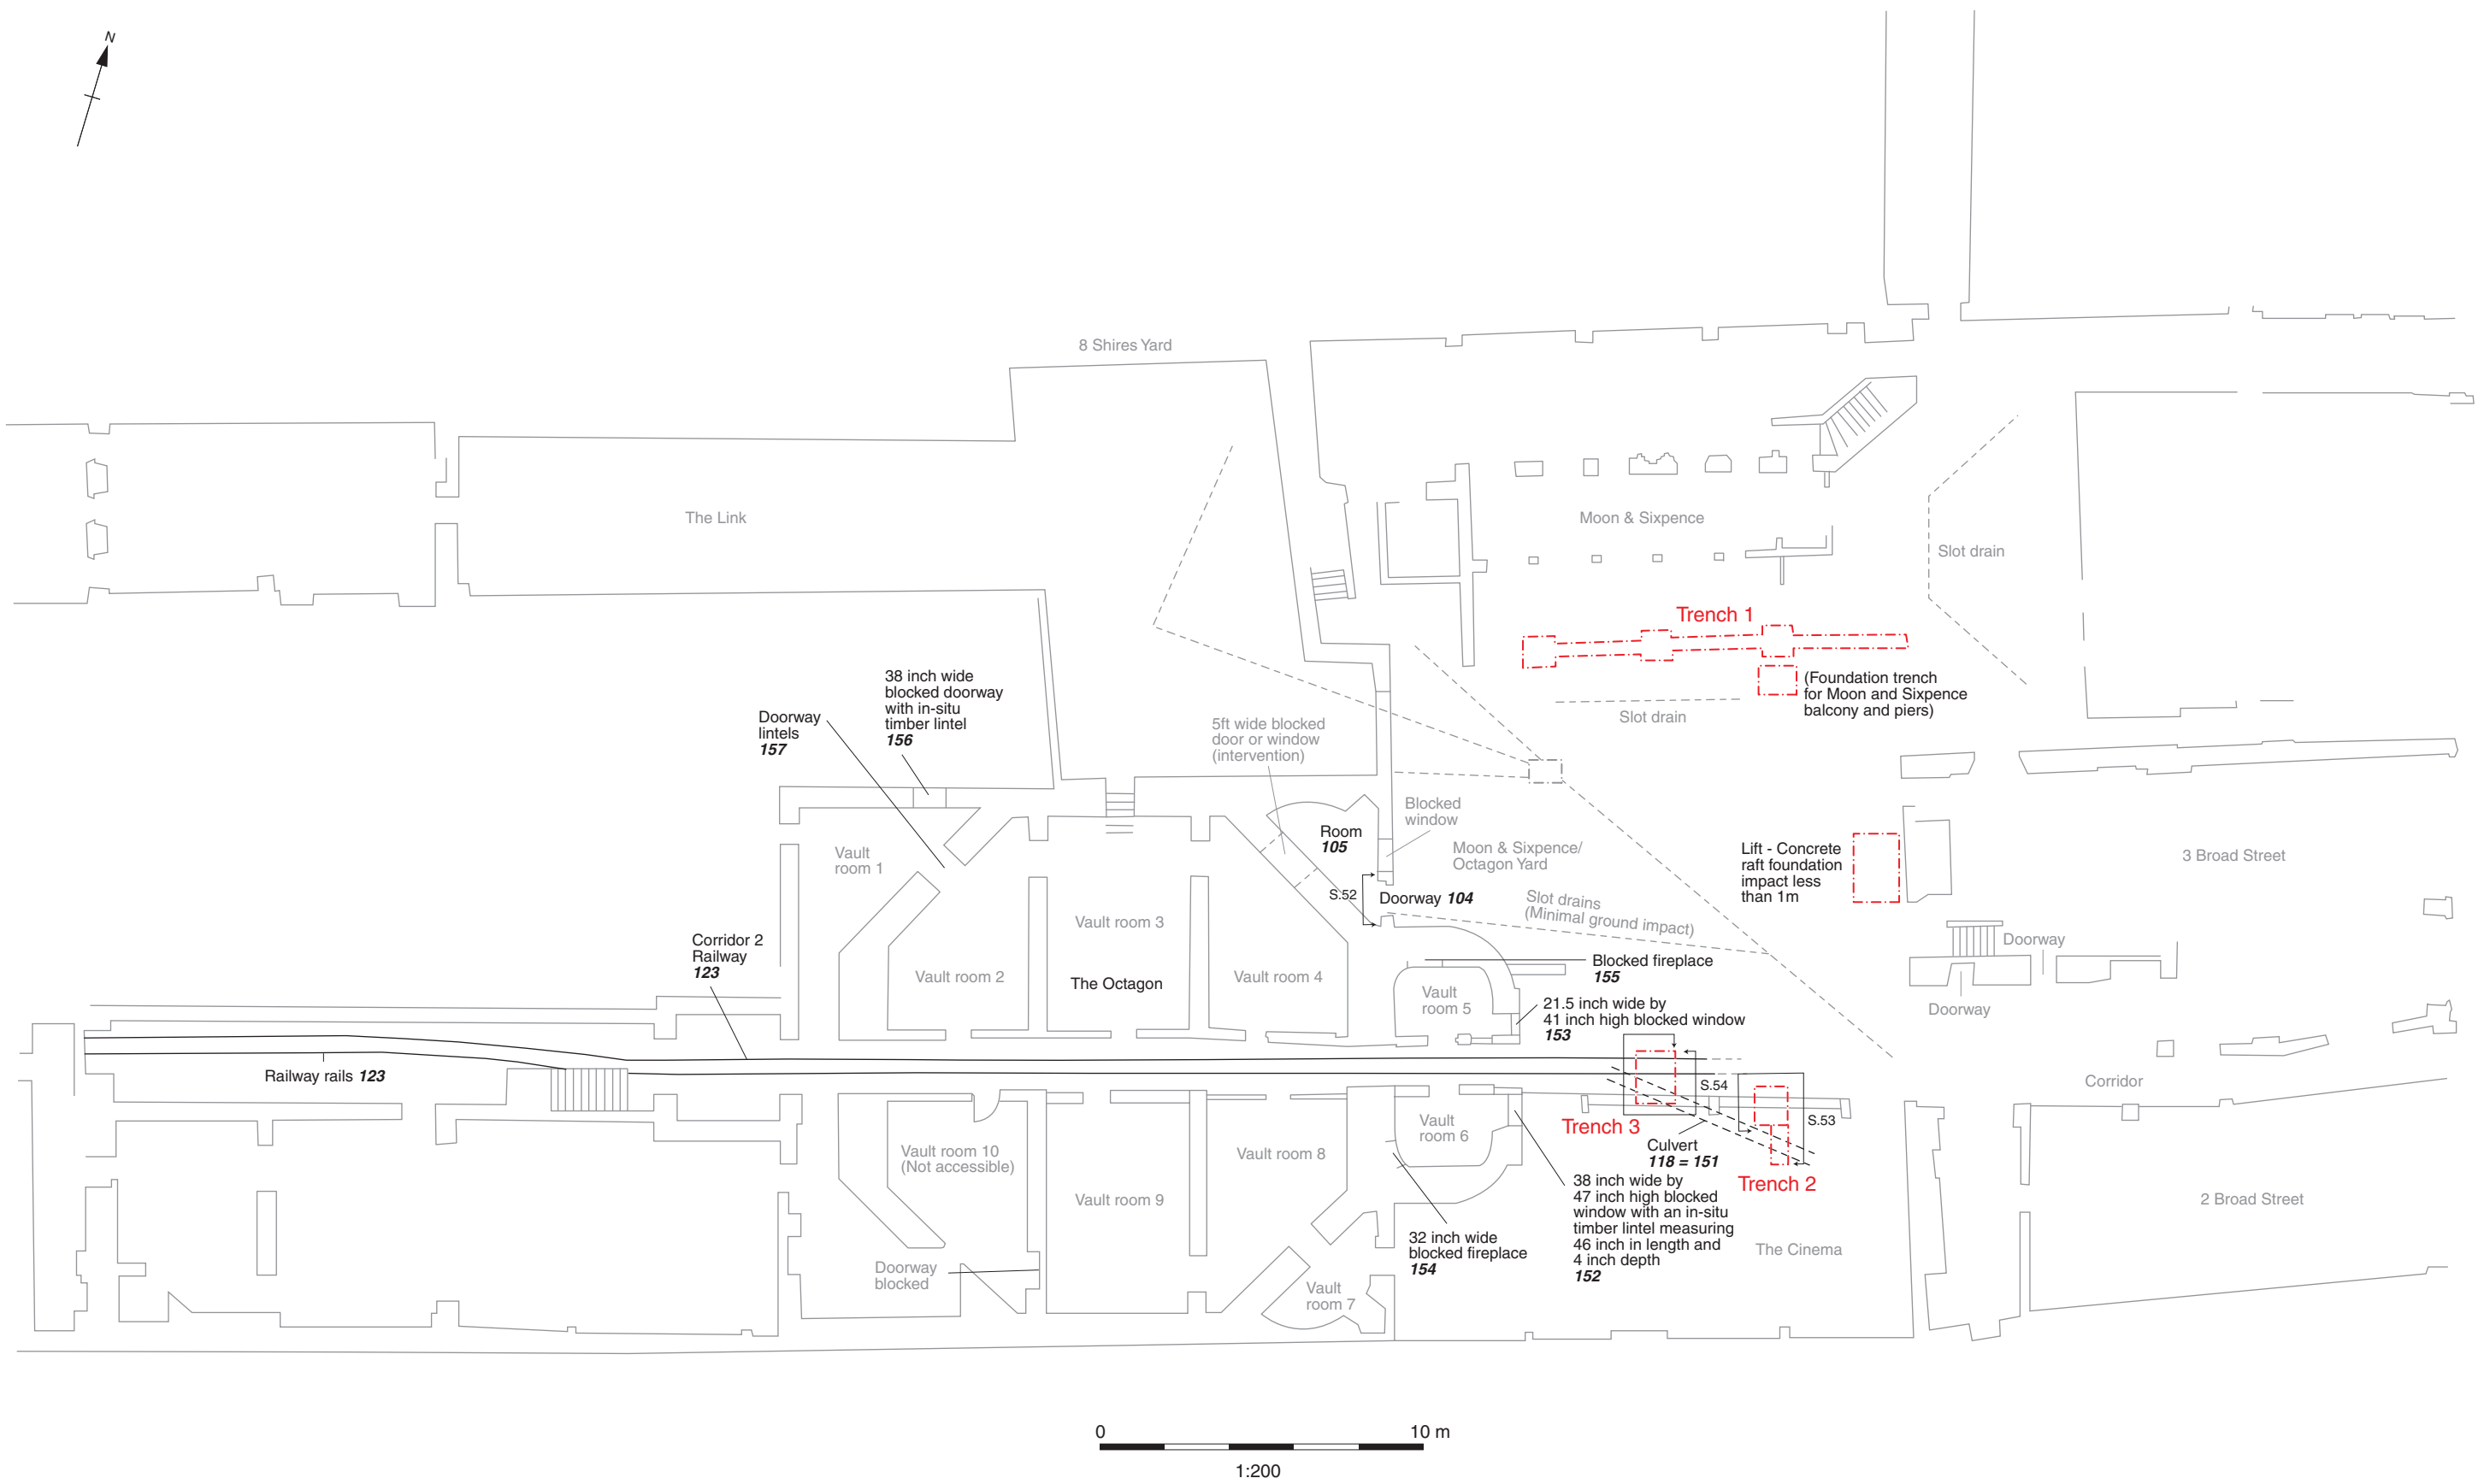 N
8 Shires Yard
The Link
Moon & Sixpence
Slot drain
Trench 1
(Foundation trench
for Moon and Sixpence
balcony and piers)
Slot drain
38 inch wide
blocked doorway
with in-situ
timber lintel
156
Doorway
lintels
157
5ft wide blocked
door or window
(intervention)
Blocked
window
Room
105
Moon & Sixpence/
Octagon Yard
Vault
room 1
Lift - Concrete
raft foundation
impact less
than 1m
3 Broad Street
S.52
Doorway 104
Slot drains
(Minimal ground impact)
Vault room 3
Corridor 2
Railway
123
Doorway
Vault room 2
The Octagon
Vault room 4
Blocked fireplace
155
Vault
room 5
21.5 inch wide by
41 inch high blocked window
153
Doorway
Railway rails 123
S.54
Corridor
S.53
Trench 3
Culvert
118 = 151
Vault
room 6
Vault room 10
(Not accessible)
Vault room 8
Trench 2
38 inch wide by
47 inch high blocked
window with an in-situ
timber lintel measuring
46 inch in length and
4 inch depth
152
Vault room 9
2 Broad Street
32 inch wide
blocked fireplace
154
The Cinema
Doorway
blocked
Vault
room 7
0
10 m
1:200